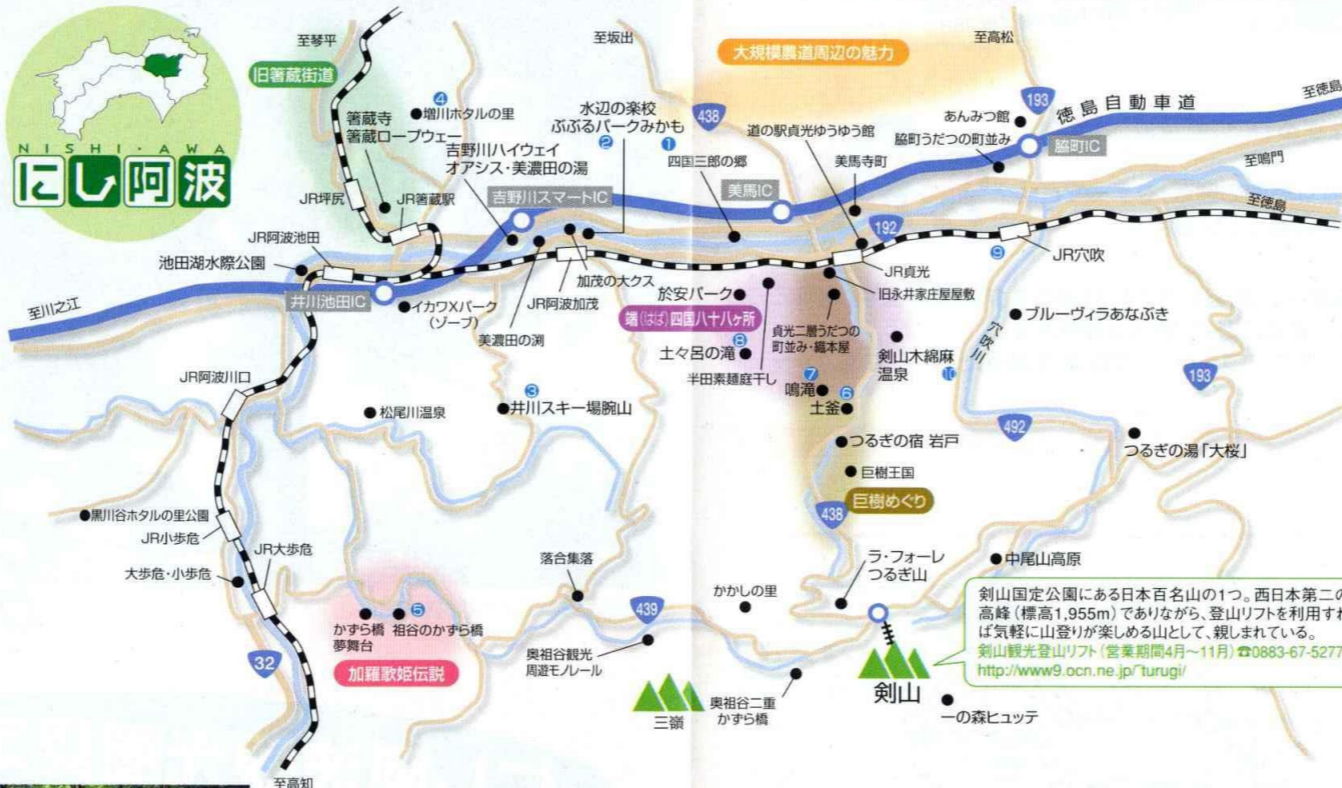 NISHI・AWA
にし阿波
至琴平
旧箸蔵街道
④
増川ホタルの里
箸蔵寺
箸蔵ロープウェー
吉野川ハイウェイ
オアシス・美濃田の湯
JR坪尻
JR箸蔵駅
JR阿波池田
池田湖水際公園
至川之江
井川池田IC
イカワXパーク
(ゾープ)
至坂出
水辺の楽校
ぶぶるパークみかも
②
①
438
大規模農道周辺の魅力
至高松
193
徳島自動車道
至徳島
あんみつ館
脇町うだつの町並み
脇町IC
道の駅貞光ゆうゆう館
四国三郎の郷
美馬寺町
美馬IC
吉野川スマートIC
至鳴門
至徳島
192
⑨
JR穴吹
JR貞光
旧永井家庄屋屋敷
加茂の大クス
JR阿波加茂
美濃田の渕
於安パーク
端(はば)四国八十八ヶ所
⑧
土々呂の滝
半田素麺庭干し
貞光二層うだつの
町並み・織本屋
剣山木綿麻
温泉
⑩
ブルーヴィラあなぶき
穴吹川
193
⑦
鳴滝
⑥
土釜
492
つるぎの湯「大桜」
つるぎの宿 岩戸
巨樹王国
巨樹めぐり
438
JR阿波川口
松尾川温泉
③
井川スキー場腕山
黒川谷ホタルの里公園
JR小歩危
JR大歩危
大歩危・小歩危
落合集落
かかしの里
ラ・フォーレ
つるぎ山
中尾山高原
439
⑤
かずら橋
夢舞台
祖谷のかずら橋
加羅歌姫伝説
32
奥祖谷観光
周遊モノレール
三嶺
奥祖谷二重
かずら橋
剣山
一の森ヒュッテ
至高知
剣山国定公園にある日本百名山の1つ。西日本第二の
高峰(標高1,955m)でありながら、登山リフトを利用すれ
ば気軽に山登りが楽しめる山として、親しまれている。
剣山観光登山リフト(営業期間4月〜11月)☎0883-67-5277
http://www9.ocn.ne.jp/~turugi/